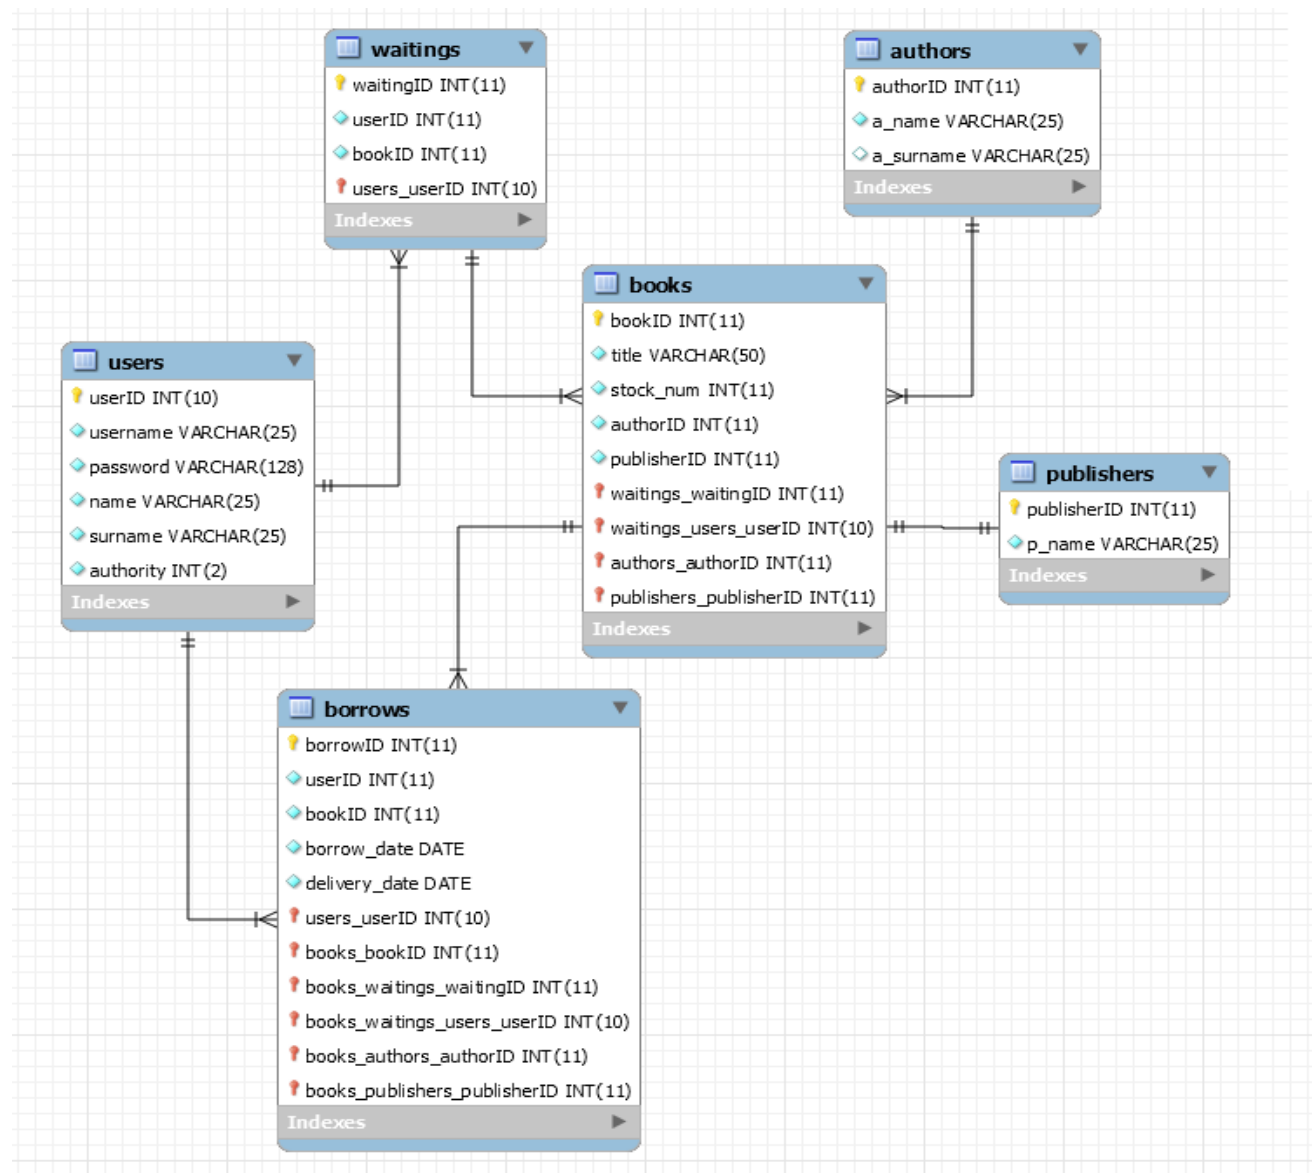 waitings
waitingID INT(11)
userID INT(11)
bookID INT(11)
users_userID INT(10)
Indexes
authors
authorID INT(11)
a_name VARCHAR(25)
a_surname VARCHAR(25)
Indexes
books
bookID INT(11)
title VARCHAR(50)
stock_num INT(11)
authorID INT(11)
publisherID INT(11)
waitings_waitingID INT(11)
waitings_users_userID INT(10)
authors_authorID INT(11)
publishers_publisherID INT(11)
Indexes
users
userID INT(10)
username VARCHAR(25)
password VARCHAR(128)
name VARCHAR(25)
surname VARCHAR(25)
authority INT(2)
Indexes
publishers
publisherID INT(11)
p_name VARCHAR(25)
Indexes
borrows
borrowID INT(11)
userID INT(11)
bookID INT(11)
borrow_date DATE
delivery_date DATE
users_userID INT(10)
books_bookID INT(11)
books_waitings_waitingID INT(11)
books_waitings_users_userID INT(10)
books_authors_authorID INT(11)
books_publishers_publisherID INT(11)
Indexes